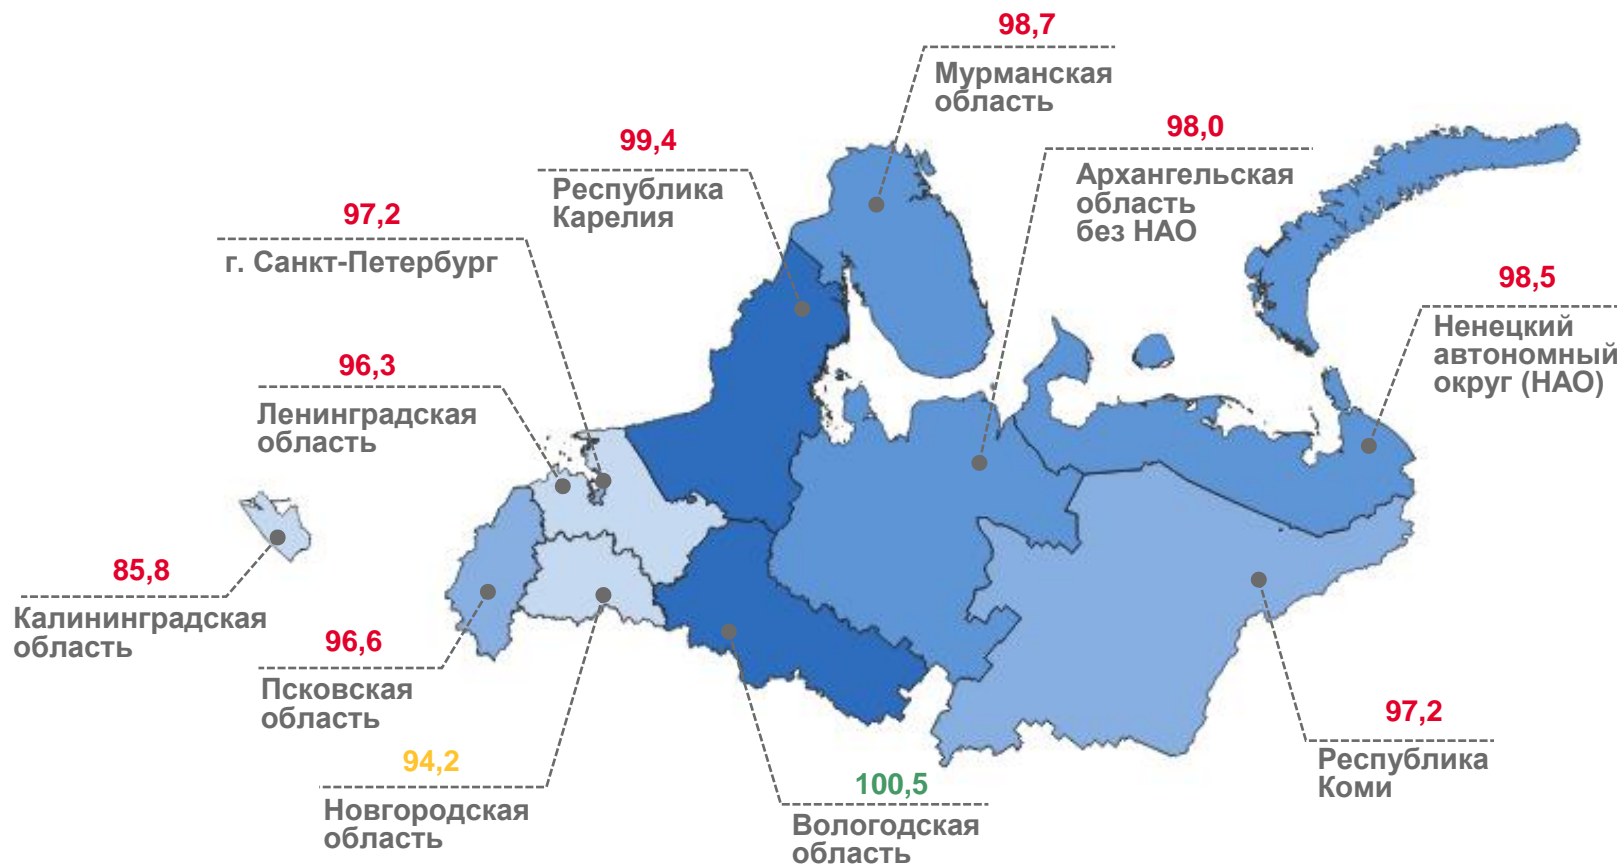 98,7
Мурманская
область
98,0
Архангельская
область
без НАО
99,4
Республика
Карелия
97,2
г. Санкт-Петербург
98,5
Ненецкий
автономный
округ (НАО)
96,3
Ленинградская
область
85,8
Калининградская
область
96,6
Псковская
область
97,2
Республика
Коми
94,2
Новгородская
область
100,5
Вологодская
область